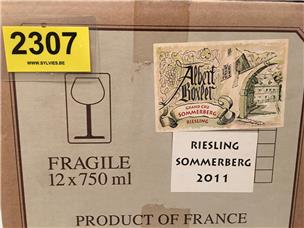 2307
WWW.SYLVIES.BE
Albert
Boxler
GRAND CRU
SOMMERBERG
RIESLING
FRAGILE
12 x 750 ml
RIESLING
SOMMERBERG
2011
PRODUCT OF FRANCE